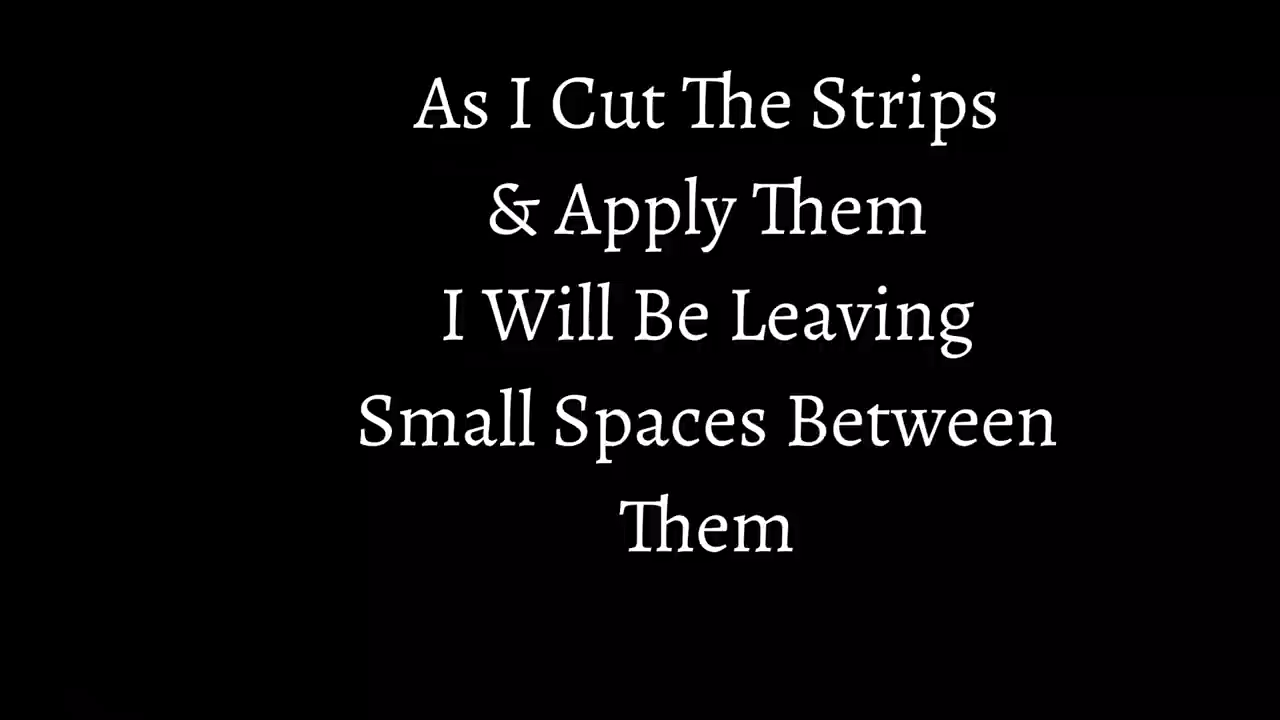 As I Cut The Strips
& Apply Them
I Will Be Leaving
Small Spaces Between
Them